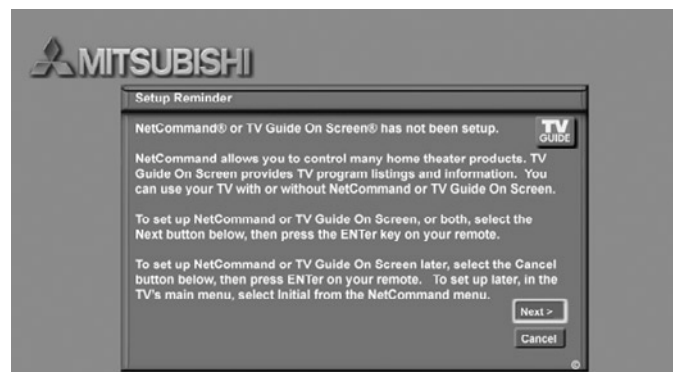 MITSUBISHI
Setup Reminder
NetCommand® or TV Guide On Screen® has not been setup.
TV
GUIDE
NetCommand allows you to control many home theater products. TV
Guide On Screen provides TV program listings and information. You
can use your TV with or without NetCommand or TV Guide On Screen.
To set up NetCommand or TV Guide On Screen, or both, select the
Next button below, then press the ENTer key on your remote.
To set up NetCommand or TV Guide On Screen later, select the Cancel
button below, then press ENTer on your remote. To set up later, in the
TV's main menu, select Initial from the NetCommand menu.
Next >
Cancel
©